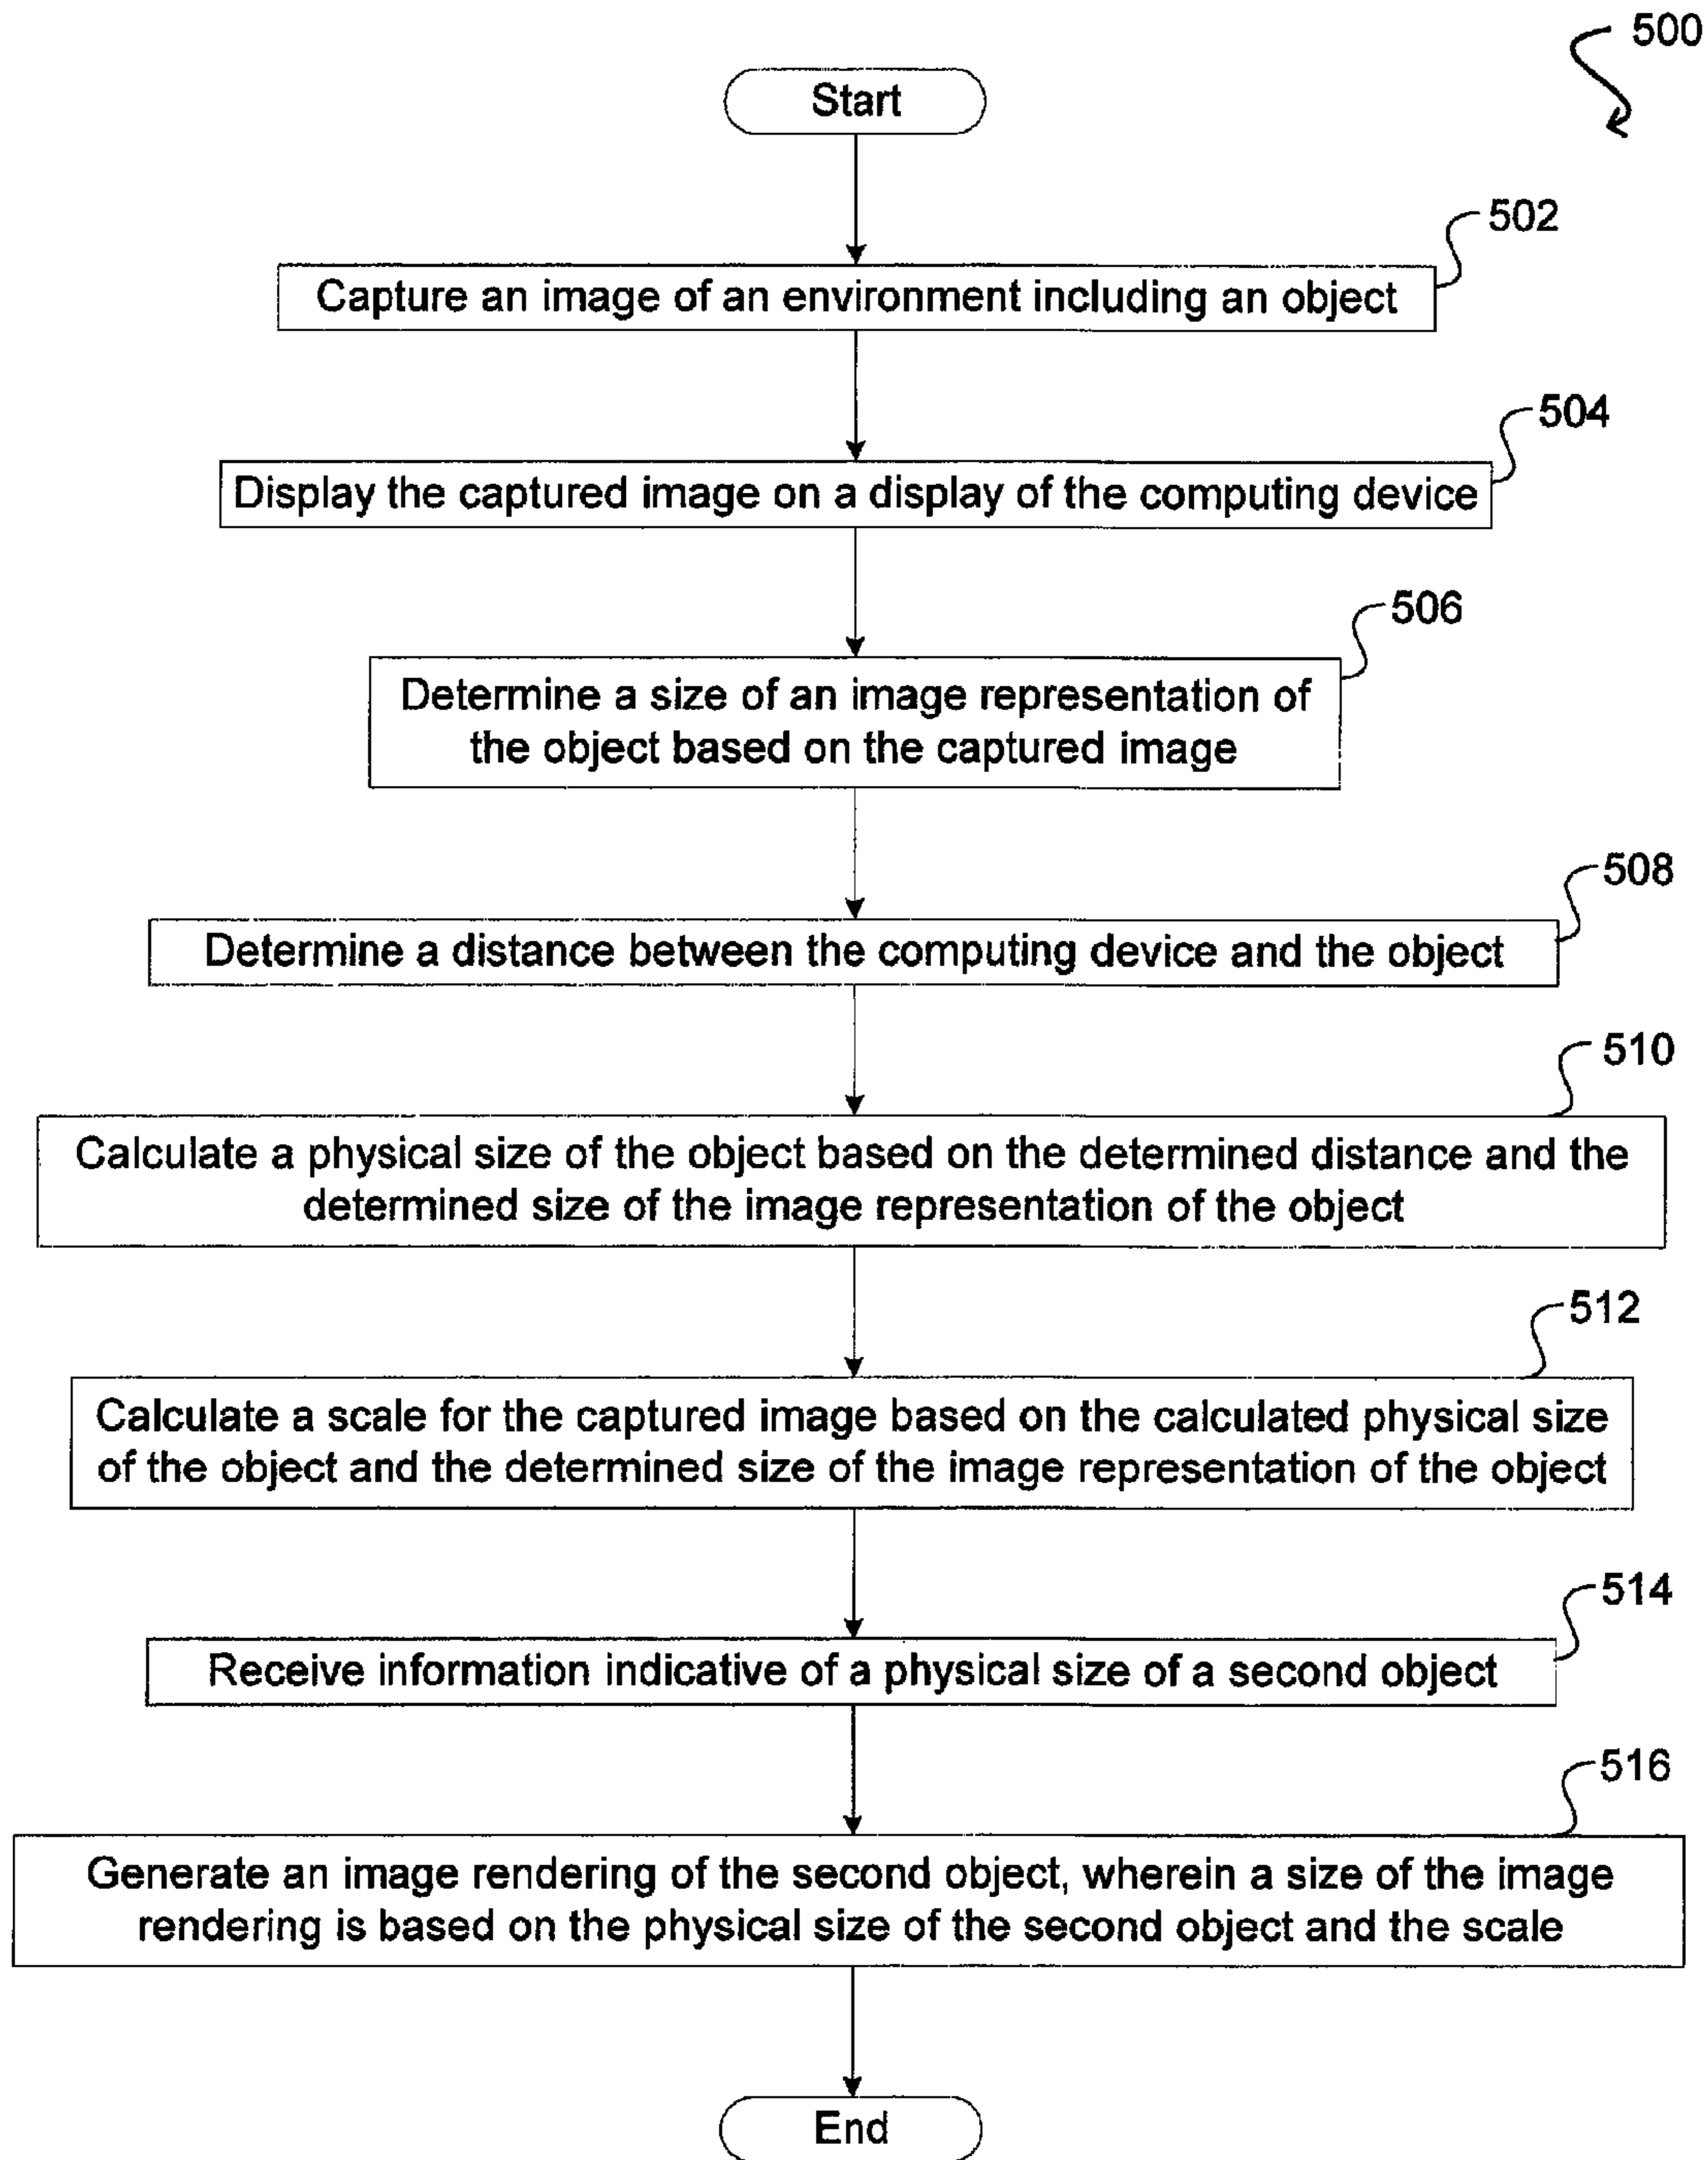 500
Start
502
Capture an image of an environment including an object
504
Display the captured image on a display of the computing device
506
Determine a size of an image representation of
the object based on the captured image
508
Determine a distance between the computing device and the object
510
Calculate a physical size of the object based on the determined distance and the
determined size of the image representation of the object
512
Calculate a scale for the captured image based on the calculated physical size
of the object and the determined size of the image representation of the object
514
Receive information indicative of a physical size of a second object
516
Generate an image rendering of the second object, wherein a size of the image
rendering is based on the physical size of the second object and the scale
End